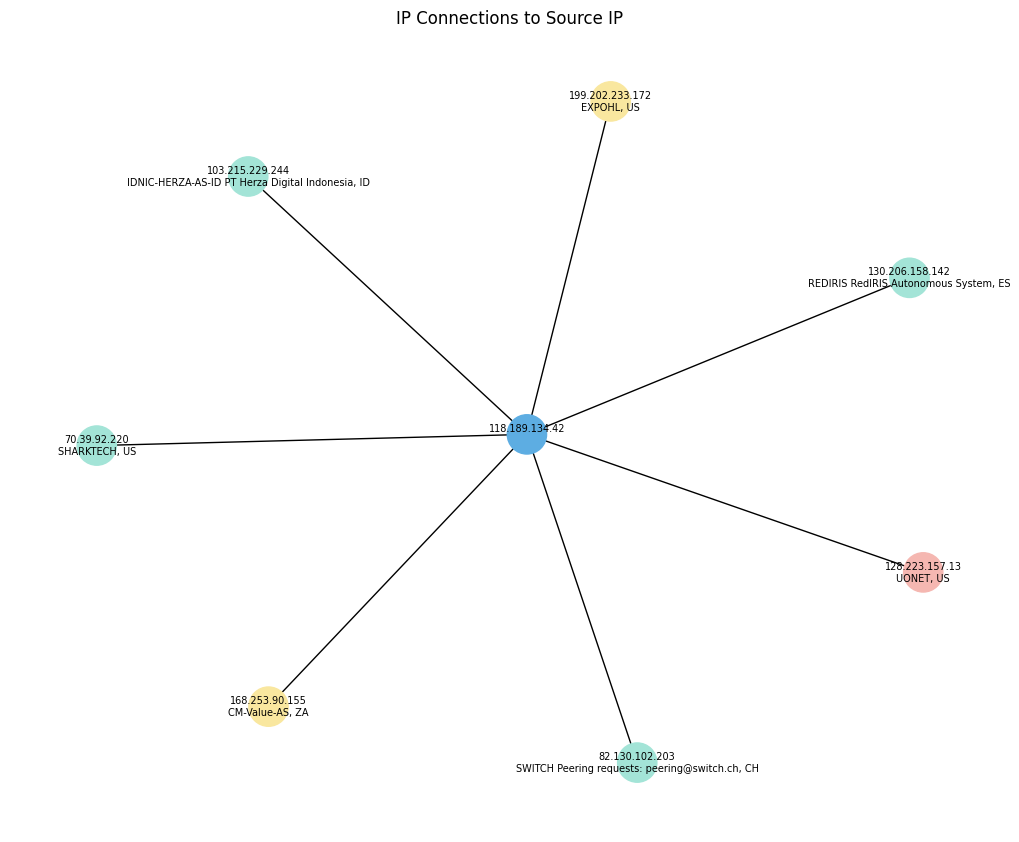 IP Connections to Source IP
199.202.233.172
EXPOHL, US
103.215.229.244
IDNIC-HERZA-AS-ID PT Herza Digital Indonesia, ID
130.206.158.142
REDIRIS RedIRIS Autonomous System, ES
118.189.134.42
70.39.92.220
SHARKTECH, US
128.223.157.13
UONET, US
168.253.90.155
CM-Value-AS, ZA
82.130.102.203
SWITCH Peering requests: peering@switch.ch, CH